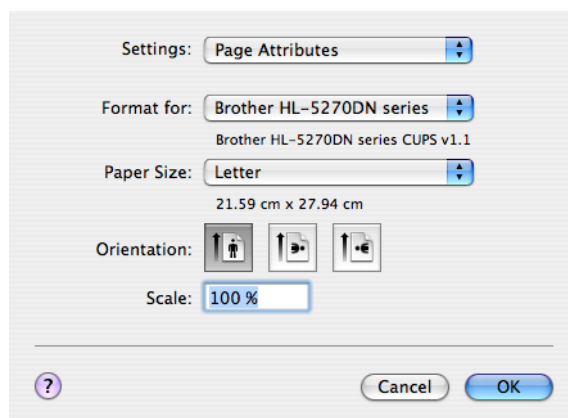 Settings: Page Attributes
Format for: Brother HL-5270DN series
Brother HL-5270DN series CUPS v1.1
Paper Size: Letter
21.59 cm x 27.94 cm
Orientation:
Scale: 100 %
? Cancel OK